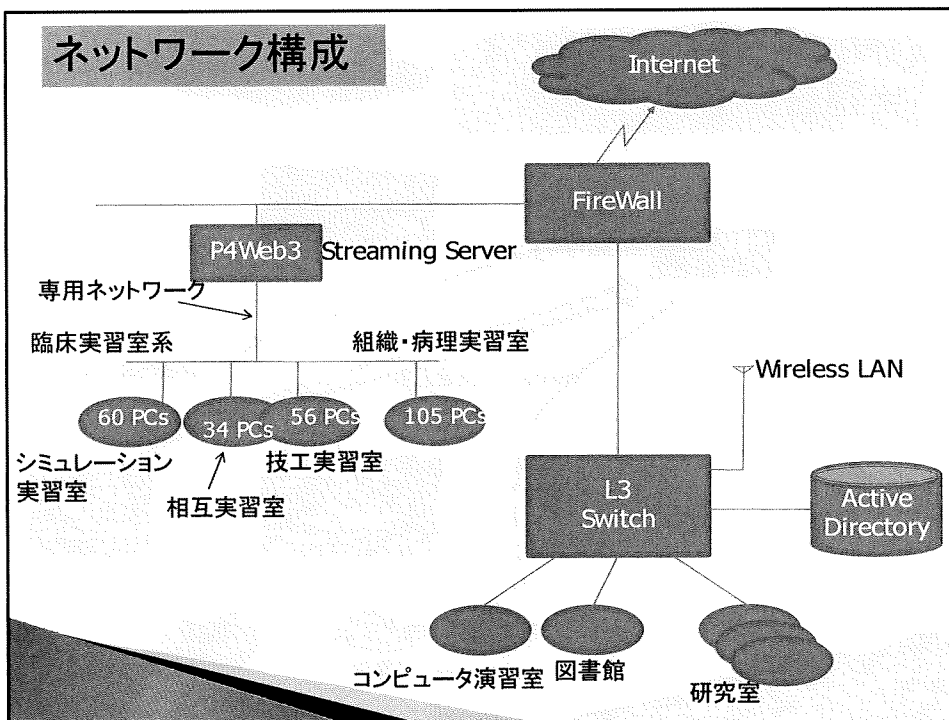 ネットワーク構成
Internet
FireWall
P4Web3
Streaming Server
専用ネットワーク
臨床実習室系
組織・病理実習室
60 PCs
34 PCs
56 PCs
105 PCs
シミュレーション
実習室
相互実習室
技工実習室
Wireless LAN
L3
Switch
Active
Directory
コンピュータ演習室
図書館
研究室